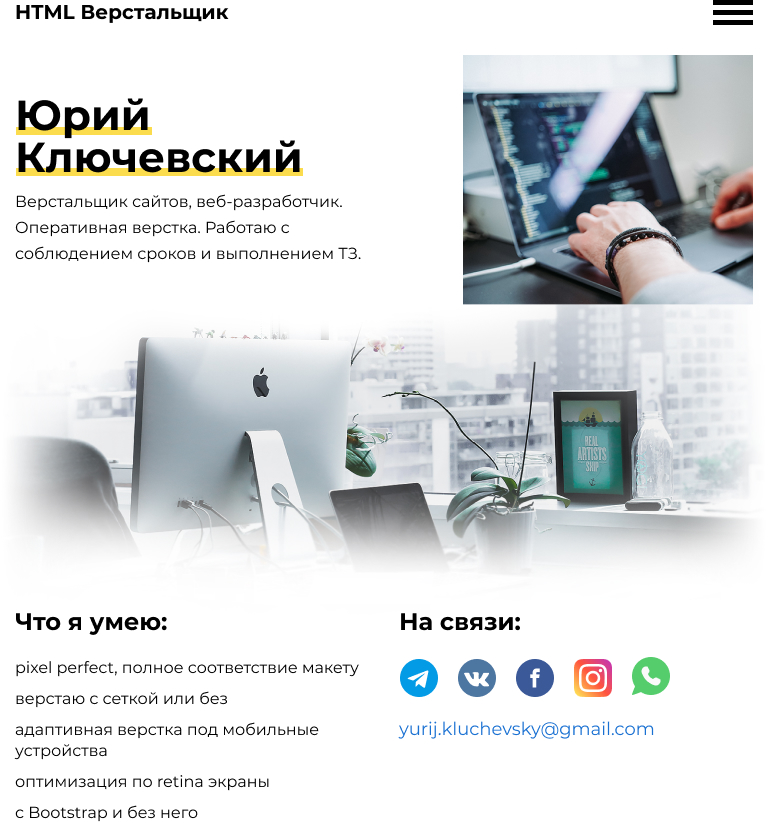 HTML Верстальщик
Юрий
Ключевский
Верстальщик сайтов, веб-разработчик.
Оперативная верстка. Работаю с
соблюдением сроков и выполнением ТЗ.
REAL
ARTISTS
SHIP
Что я умею:
pixel perfect, полное соответствие макету
верстаю с сеткой или без
адаптивная верстка под мобильные
устройства
оптимизация по retina экраны
с Bootstrap и без него
На связи:
yurij.kluchevsky@gmail.com